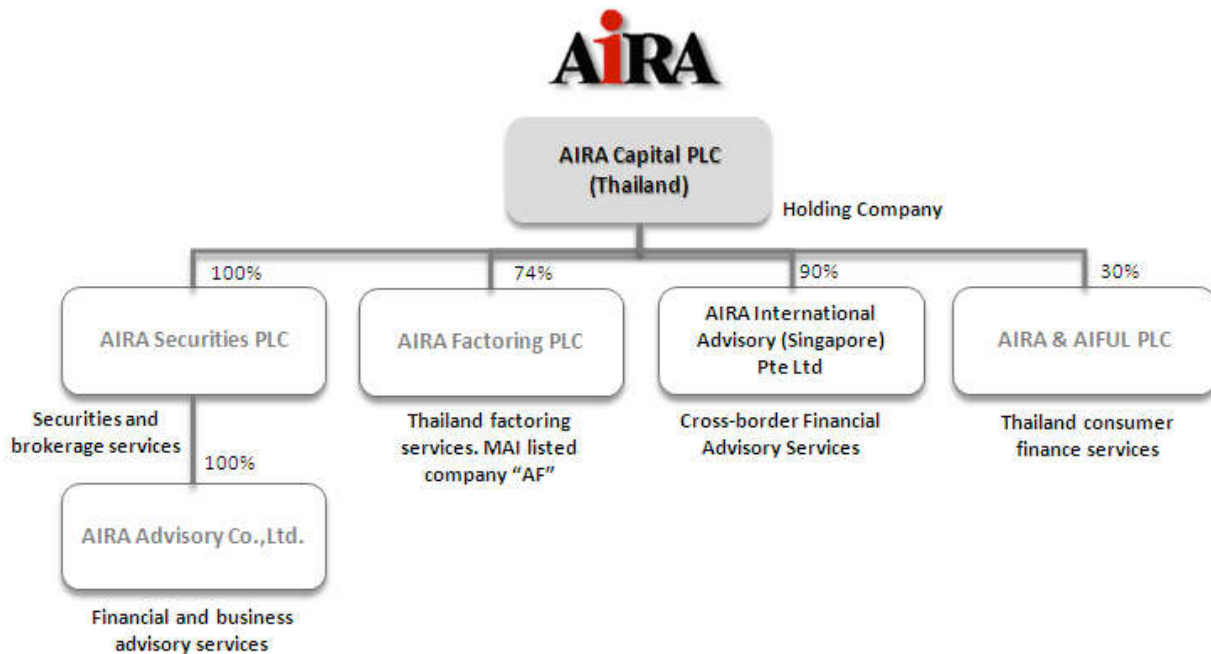 AiRA
AIRA Capital PLC
(Thailand)
Holding Company
100%
74%
90%
30%
AIRA Securities PLC
AIRA Factoring PLC
AIRA International
Advisory (Singapore)
Pte Ltd
AIRA & AIFUL PLC
Securities and
brokerage services
Thailand factoring
services. MAI listed
company “AF”
Cross-border Financial
Advisory Services
Thailand consumer
finance services
100%
AIRA Advisory Co.,Ltd.
Financial and business
advisory services